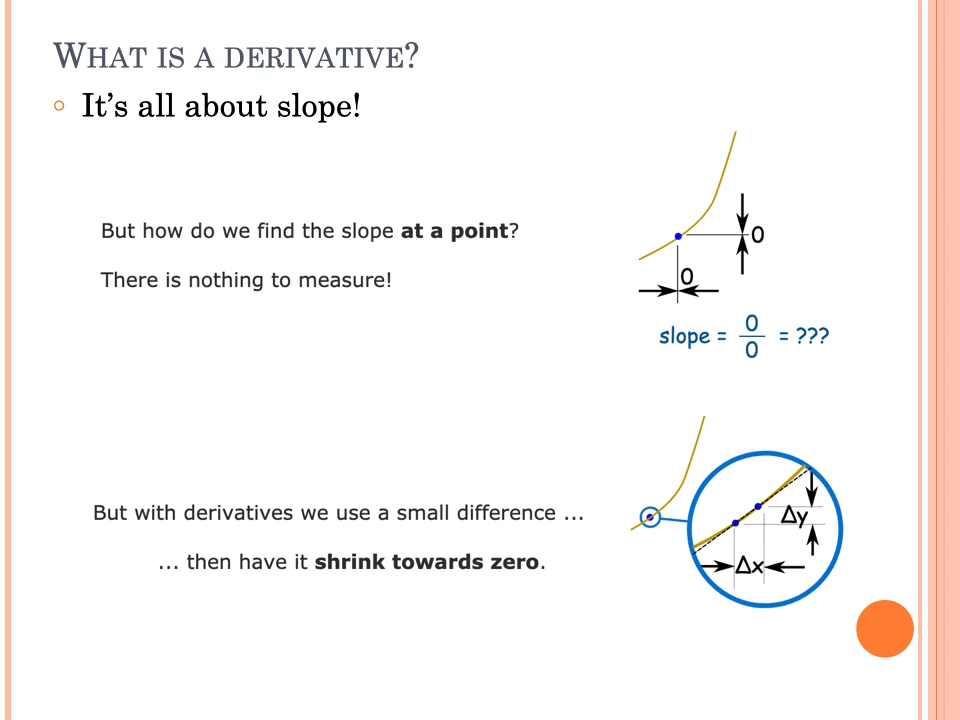 WHAT IS A DERIVATIVE?
It's all about slope!
But how do we find the slope at a point?
There is nothing to measure!
0
0
slope = 0/0 = ???
But with derivatives we use a small difference ...
... then have it shrink towards zero.
Δy
Δx